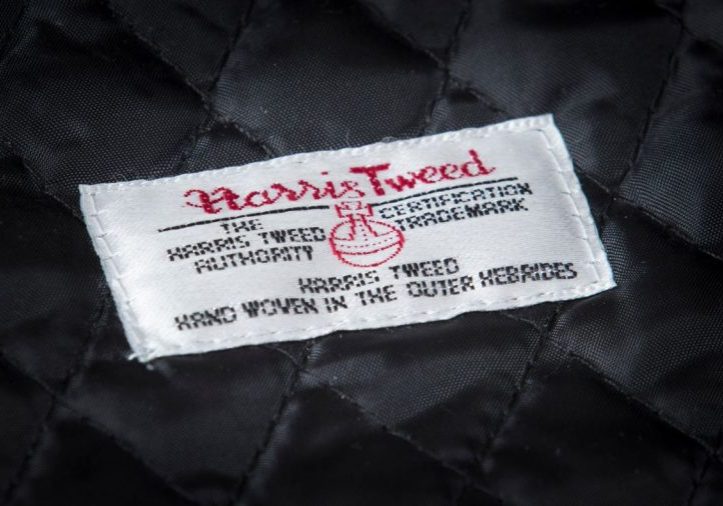 Harris Tweed
THE HARRIS TWEED AUTHORITY
CERTIFICATION TRADEMARK
HARRIS TWEED
HAND WOVEN IN THE OUTER HEBRIDES